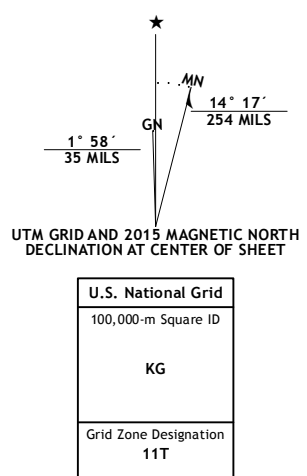 MN
GN
14° 17´
254 MILS
1° 58´
35 MILS
UTM GRID AND 2015 MAGNETIC NORTH
DECLINATION AT CENTER OF SHEET
U.S. National Grid
100,000-m Square ID
KG
Grid Zone Designation
11T